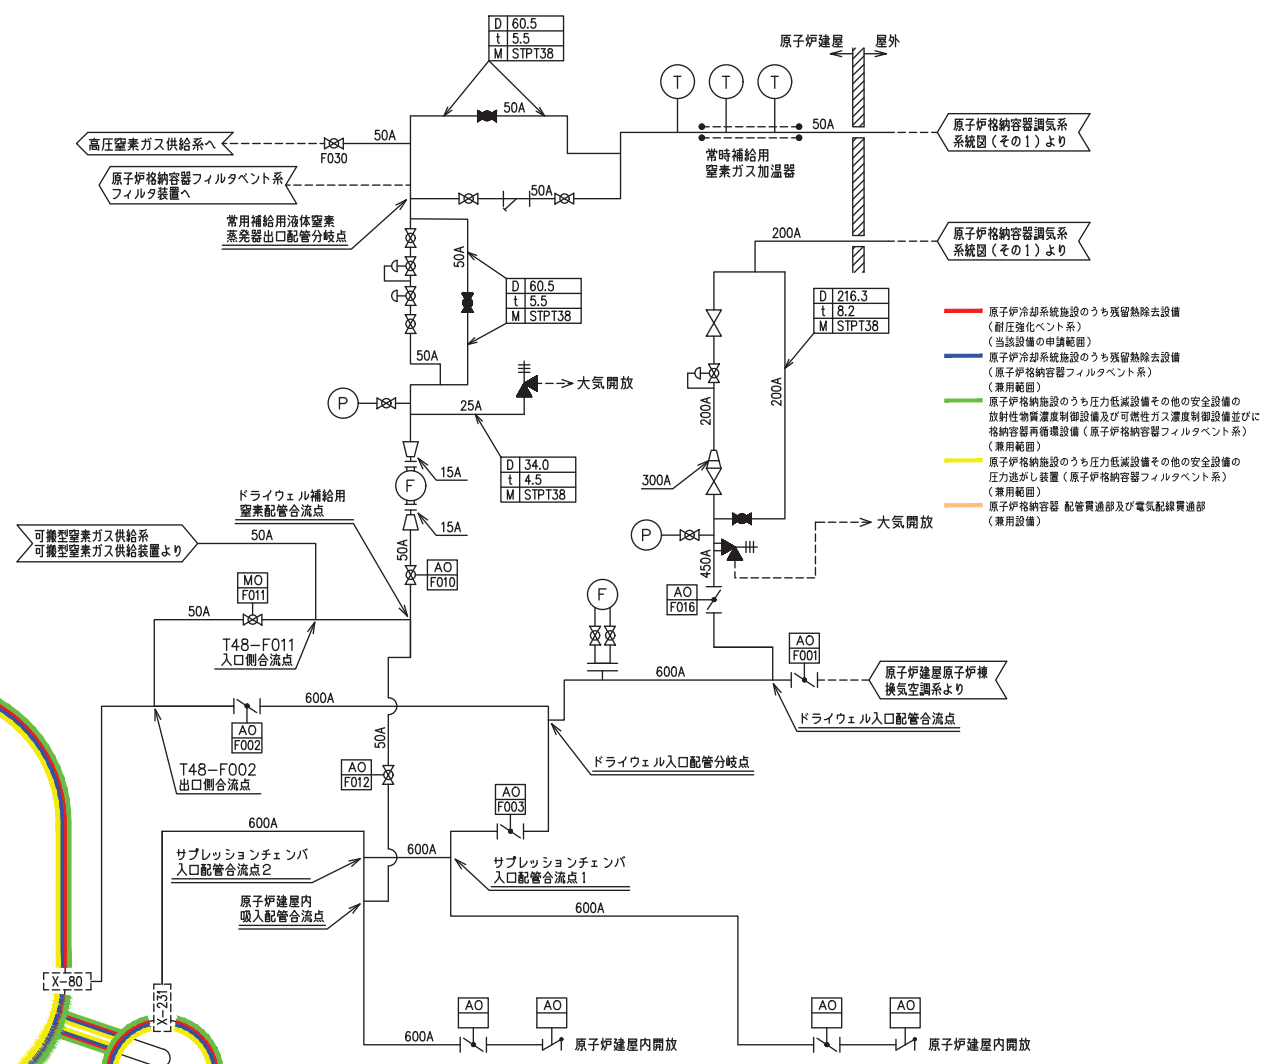 D 60.5
t 5.5
M STPT38
原子炉建屋
屋外
T
T
T
50A
50A
50A
原子炉格納容器調気系
系統図(その1)より
高圧窒素ガス供給系へ
F030
常時補給用
窒素ガス加温器
原子炉格納容器フィルタベント系
フィルタ装置へ
50A
常用補給用液体窒素
蒸発器出口配管分岐点
200A
原子炉格納容器調気系
系統図(その1)より
50A
D 60.5
t 5.5
M STPT38
D 216.3
t 8.2
M STPT38
50A
大気開放
P
25A
200A
200A
D 34.0
t 4.5
M STPT38
15A
F
15A
300A
原子炉冷却系統施設のうち残留熱除去設備
(耐圧強化ベント系)
(当該設備の申請範囲)
原子炉冷却系統施設のうち残留熱除去設備
(原子炉格納容器フィルタベント系)
(兼用範囲)
原子炉格納施設のうち圧力低減設備その他の安全設備の
放射性物質濃度制御設備及び可燃性ガス濃度制御設備並びに
格納容器再循環設備(原子炉格納容器フィルタベント系)
(兼用範囲)
原子炉格納施設のうち圧力低減設備その他の安全設備の
圧力逃がし装置(原子炉格納容器フィルタベント系)
(兼用範囲)
原子炉格納容器 配管貫通部及び電気配線貫通部
(兼用設備)
ドライウェル補給用
窒素配管合流点
可搬型窒素ガス供給系
可搬型窒素ガス供給装置より
50A
50A
AO
F010
P
大気開放
450A
MO
F011
50A
T48-F011
入口側合流点
F
AO
F016
AO
F001
600A
原子炉建屋原子炉棟
換気空調系より
ドライウェル入口配管合流点
600A
AO
F002
50A
T48-F002
出口側合流点
AO
F012
ドライウェル入口配管分岐点
AO
F003
600A
サプレッションチェンバ
入口配管合流点2
600A
サプレッションチェンバ
入口配管合流点1
原子炉建屋内
吸入配管合流点
600A
X-80
X-231
AO
AO
600A
原子炉建屋内開放
AO
AO
原子炉建屋内開放